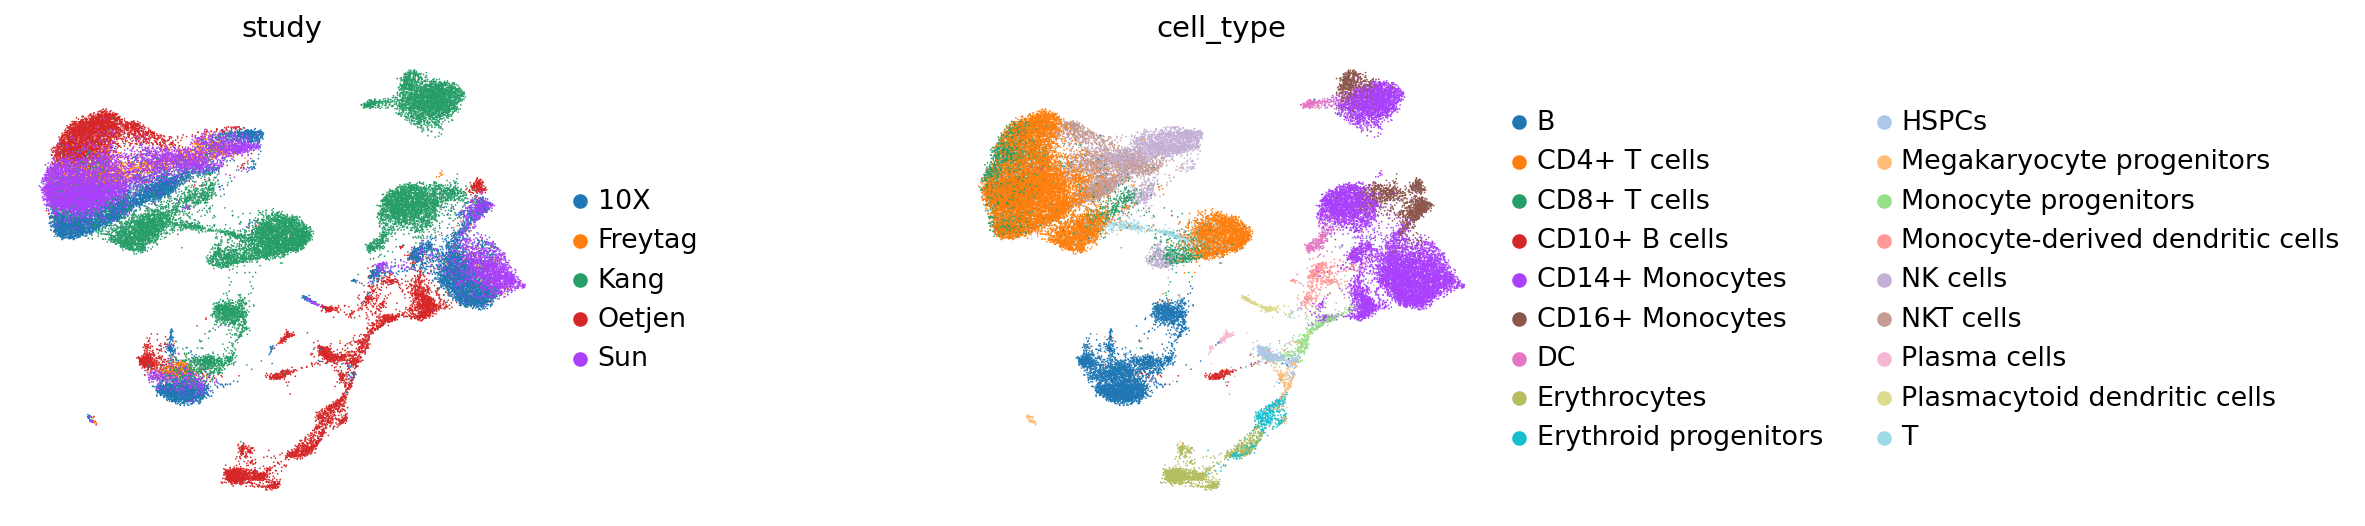 study
10X
Freytag
Kang
Oetjen
Sun
cell_type
B
CD4+ T cells
CD8+ T cells
CD10+ B cells
CD14+ Monocytes
CD16+ Monocytes
DC
Erythrocytes
Erythroid progenitors
HSPCs
Megakaryocyte progenitors
Monocyte progenitors
Monocyte-derived dendritic cells
NK cells
NKT cells
Plasma cells
Plasmacytoid dendritic cells
T